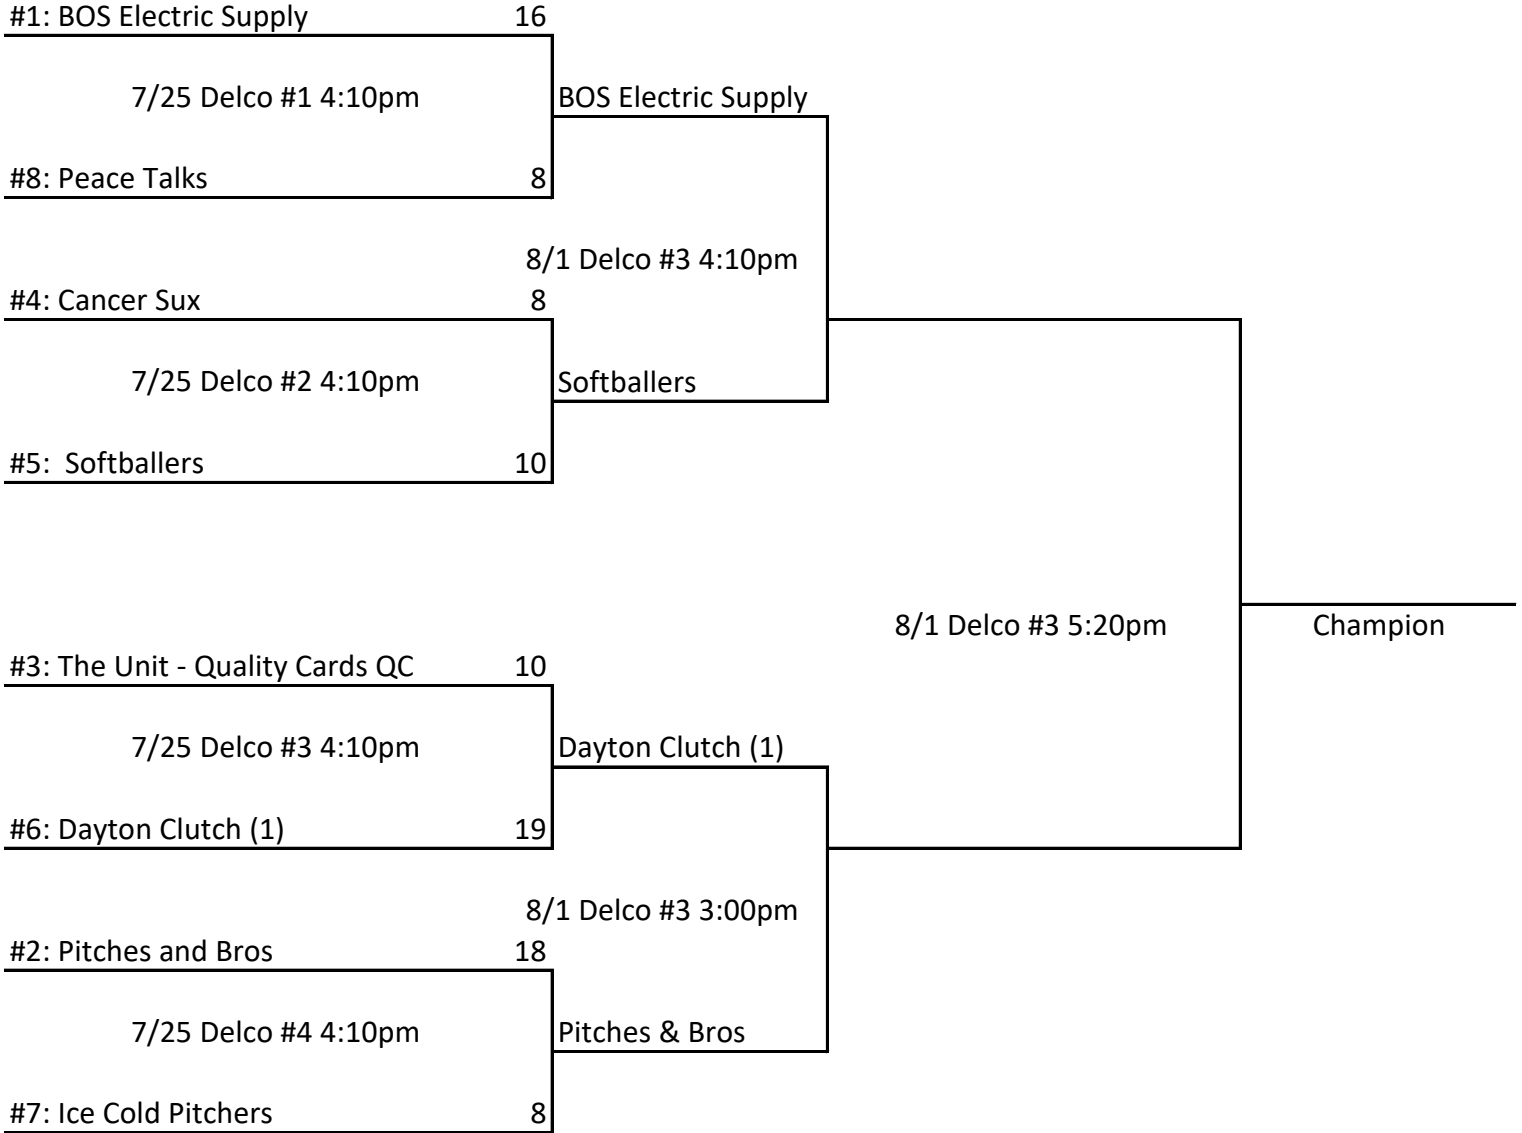 #1: BOS Electric Supply 16
7/25 Delco #1 4:10pm
BOS Electric Supply
#8: Peace Talks 8
8/1 Delco #3 4:10pm
#4: Cancer Sux 8
7/25 Delco #2 4:10pm
Softballers
#5:  Softballers 10
8/1 Delco #3 5:20pm
Champion
#3: The Unit - Quality Cards QC 10
7/25 Delco #3 4:10pm
Dayton Clutch (1)
#6: Dayton Clutch (1) 19
8/1 Delco #3 3:00pm
#2: Pitches and Bros 18
7/25 Delco #4 4:10pm
Pitches & Bros
#7: Ice Cold Pitchers 8